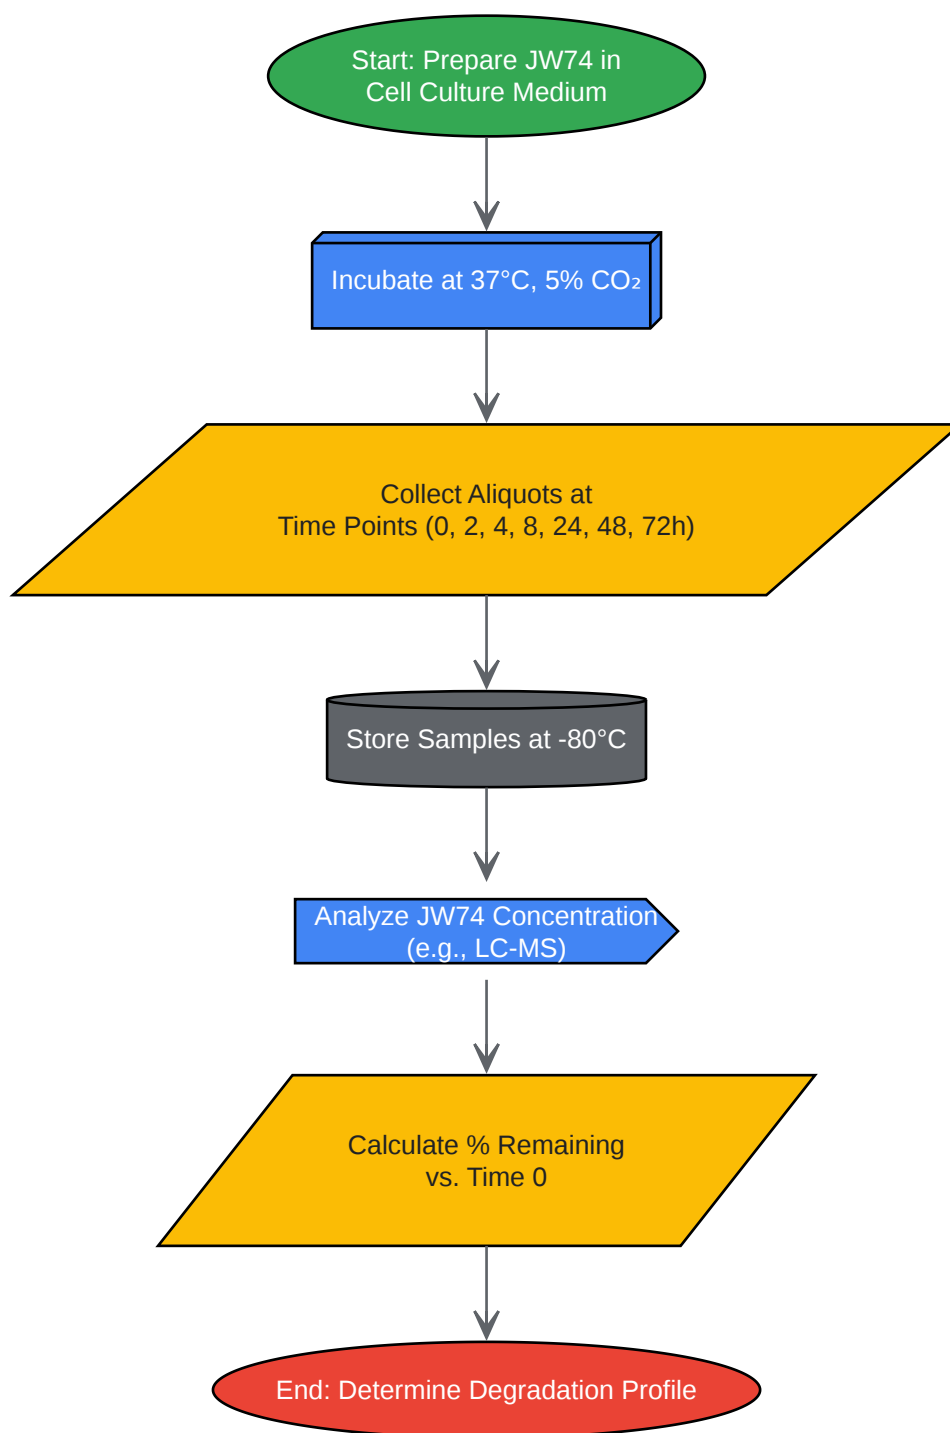 Start: Prepare JW74 in
Cell Culture Medium
Incubate at 37°C, 5% CO₂
Collect Aliquots at
Time Points (0, 2, 4, 8, 24, 48, 72h)
Store Samples at -80°C
Analyze JW74 Concentration
(e.g., LC-MS)
Calculate % Remaining
vs. Time 0
End: Determine Degradation Profile